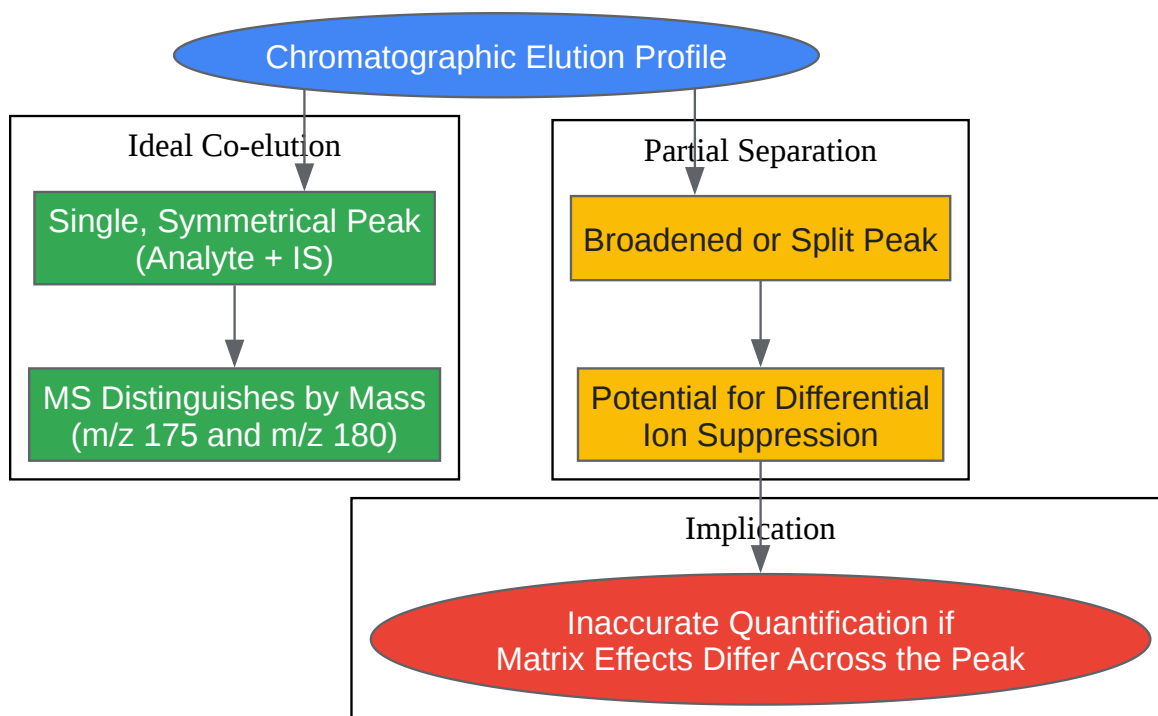 Chromatographic Elution Profile
Ideal Co-elution
Single, Symmetrical Peak
(Analyte + IS)
MS Distinguishes by Mass
(m/z 175 and m/z 180)
Partial Separation
Broadened or Split Peak
Potential for Differential
Ion Suppression
Implication
Inaccurate Quantification if
Matrix Effects Differ Across the Peak